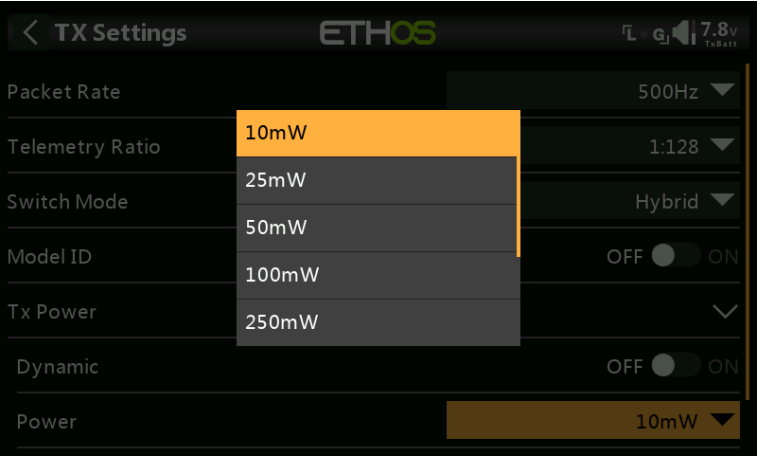 TX Settings
ETHOS
L G 7.8v
TxBatt
Packet Rate 500Hz
Telemetry Ratio 1:128
Switch Mode Hybrid
Model ID OFF ON
Tx Power
Dynamic OFF ON
Power 10mW
10mW
25mW
50mW
100mW
250mW